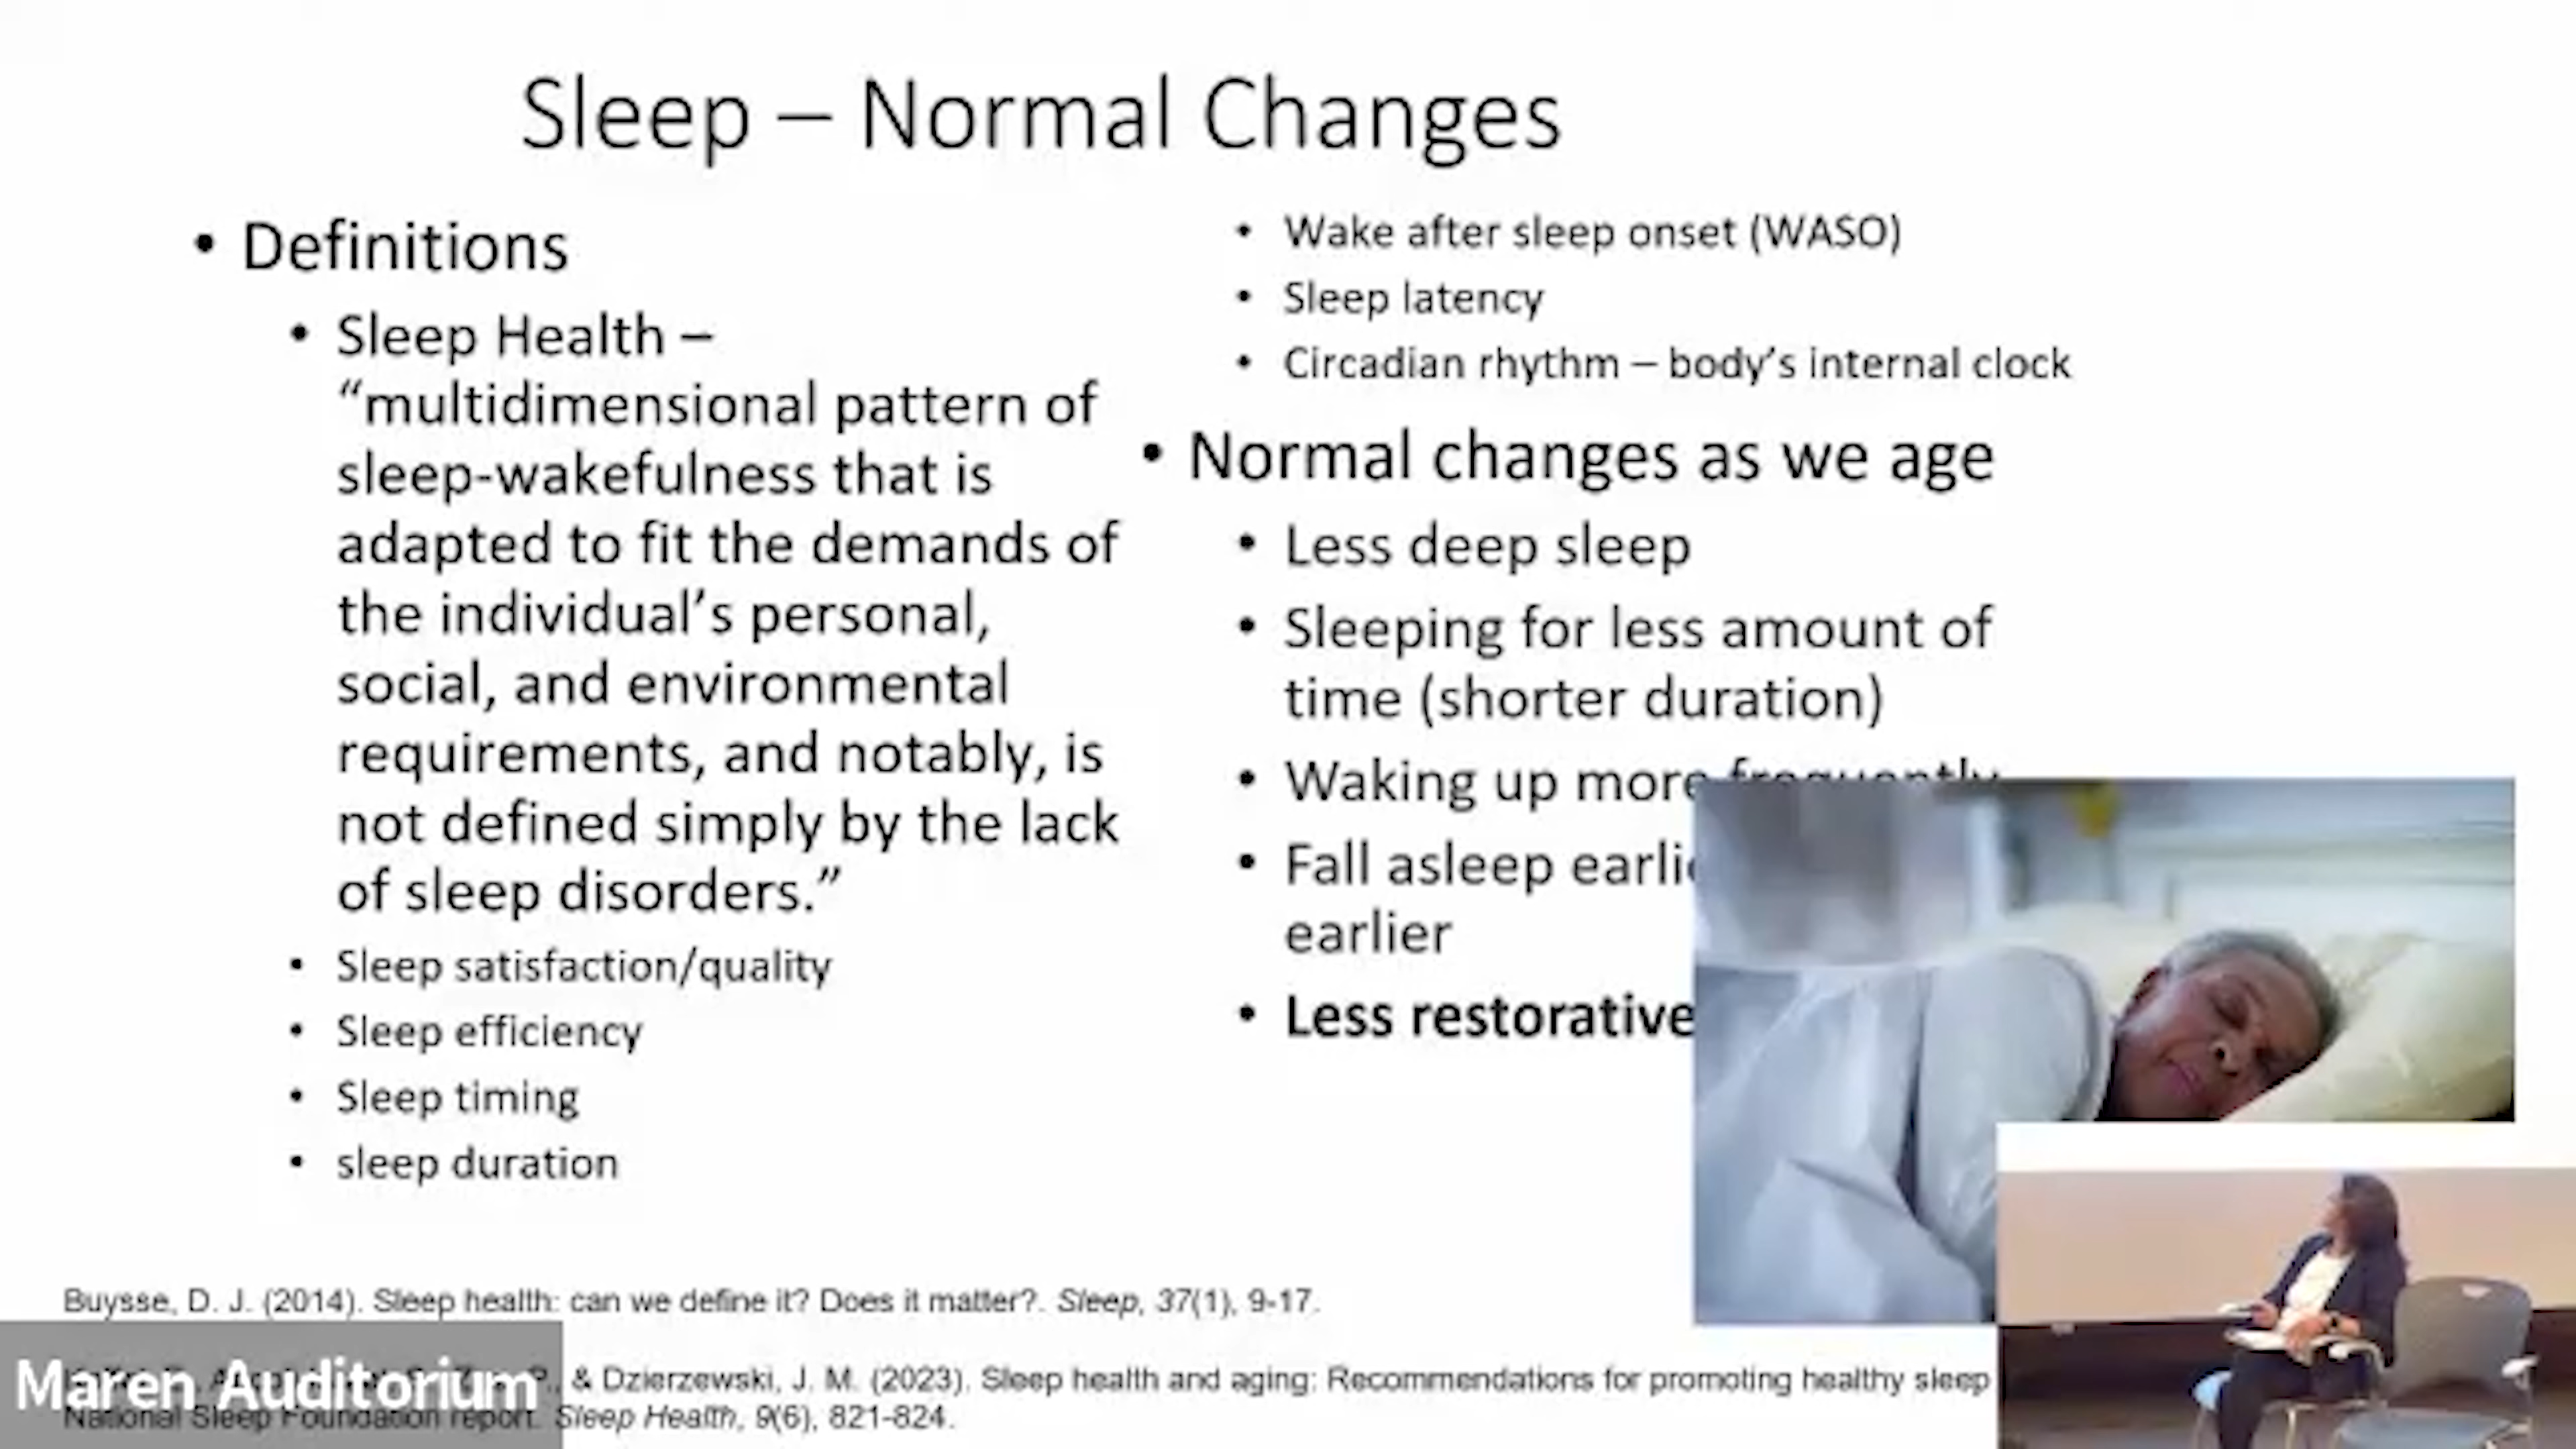 Sleep – Normal Changes
• Definitions
• Sleep Health –
“multidimensional pattern of
sleep-wakefulness that is
adapted to fit the demands of
the individual’s personal,
social, and environmental
requirements, and notably, is
not defined simply by the lack
of sleep disorders.”
• Sleep satisfaction/quality
• Sleep efficiency
• Sleep timing
• sleep duration
• Wake after sleep onset (WASO)
• Sleep latency
• Circadian rhythm – body’s internal clock
• Normal changes as we age
• Less deep sleep
• Sleeping for less amount of
time (shorter duration)
• Waking up more frequently
• Fall asleep
earlier
• Less restorative
Buysse, D. J. (2014). Sleep health: can we define it? Does it matter?. Sleep, 37(1), 9-17.
& Dzierzewski, J. M. (2023). Sleep health and aging: Recommendations for promoting healthy sleep
National Sleep Foundation report. Sleep Health, 9(6), 821-824.
Maren Auditorium